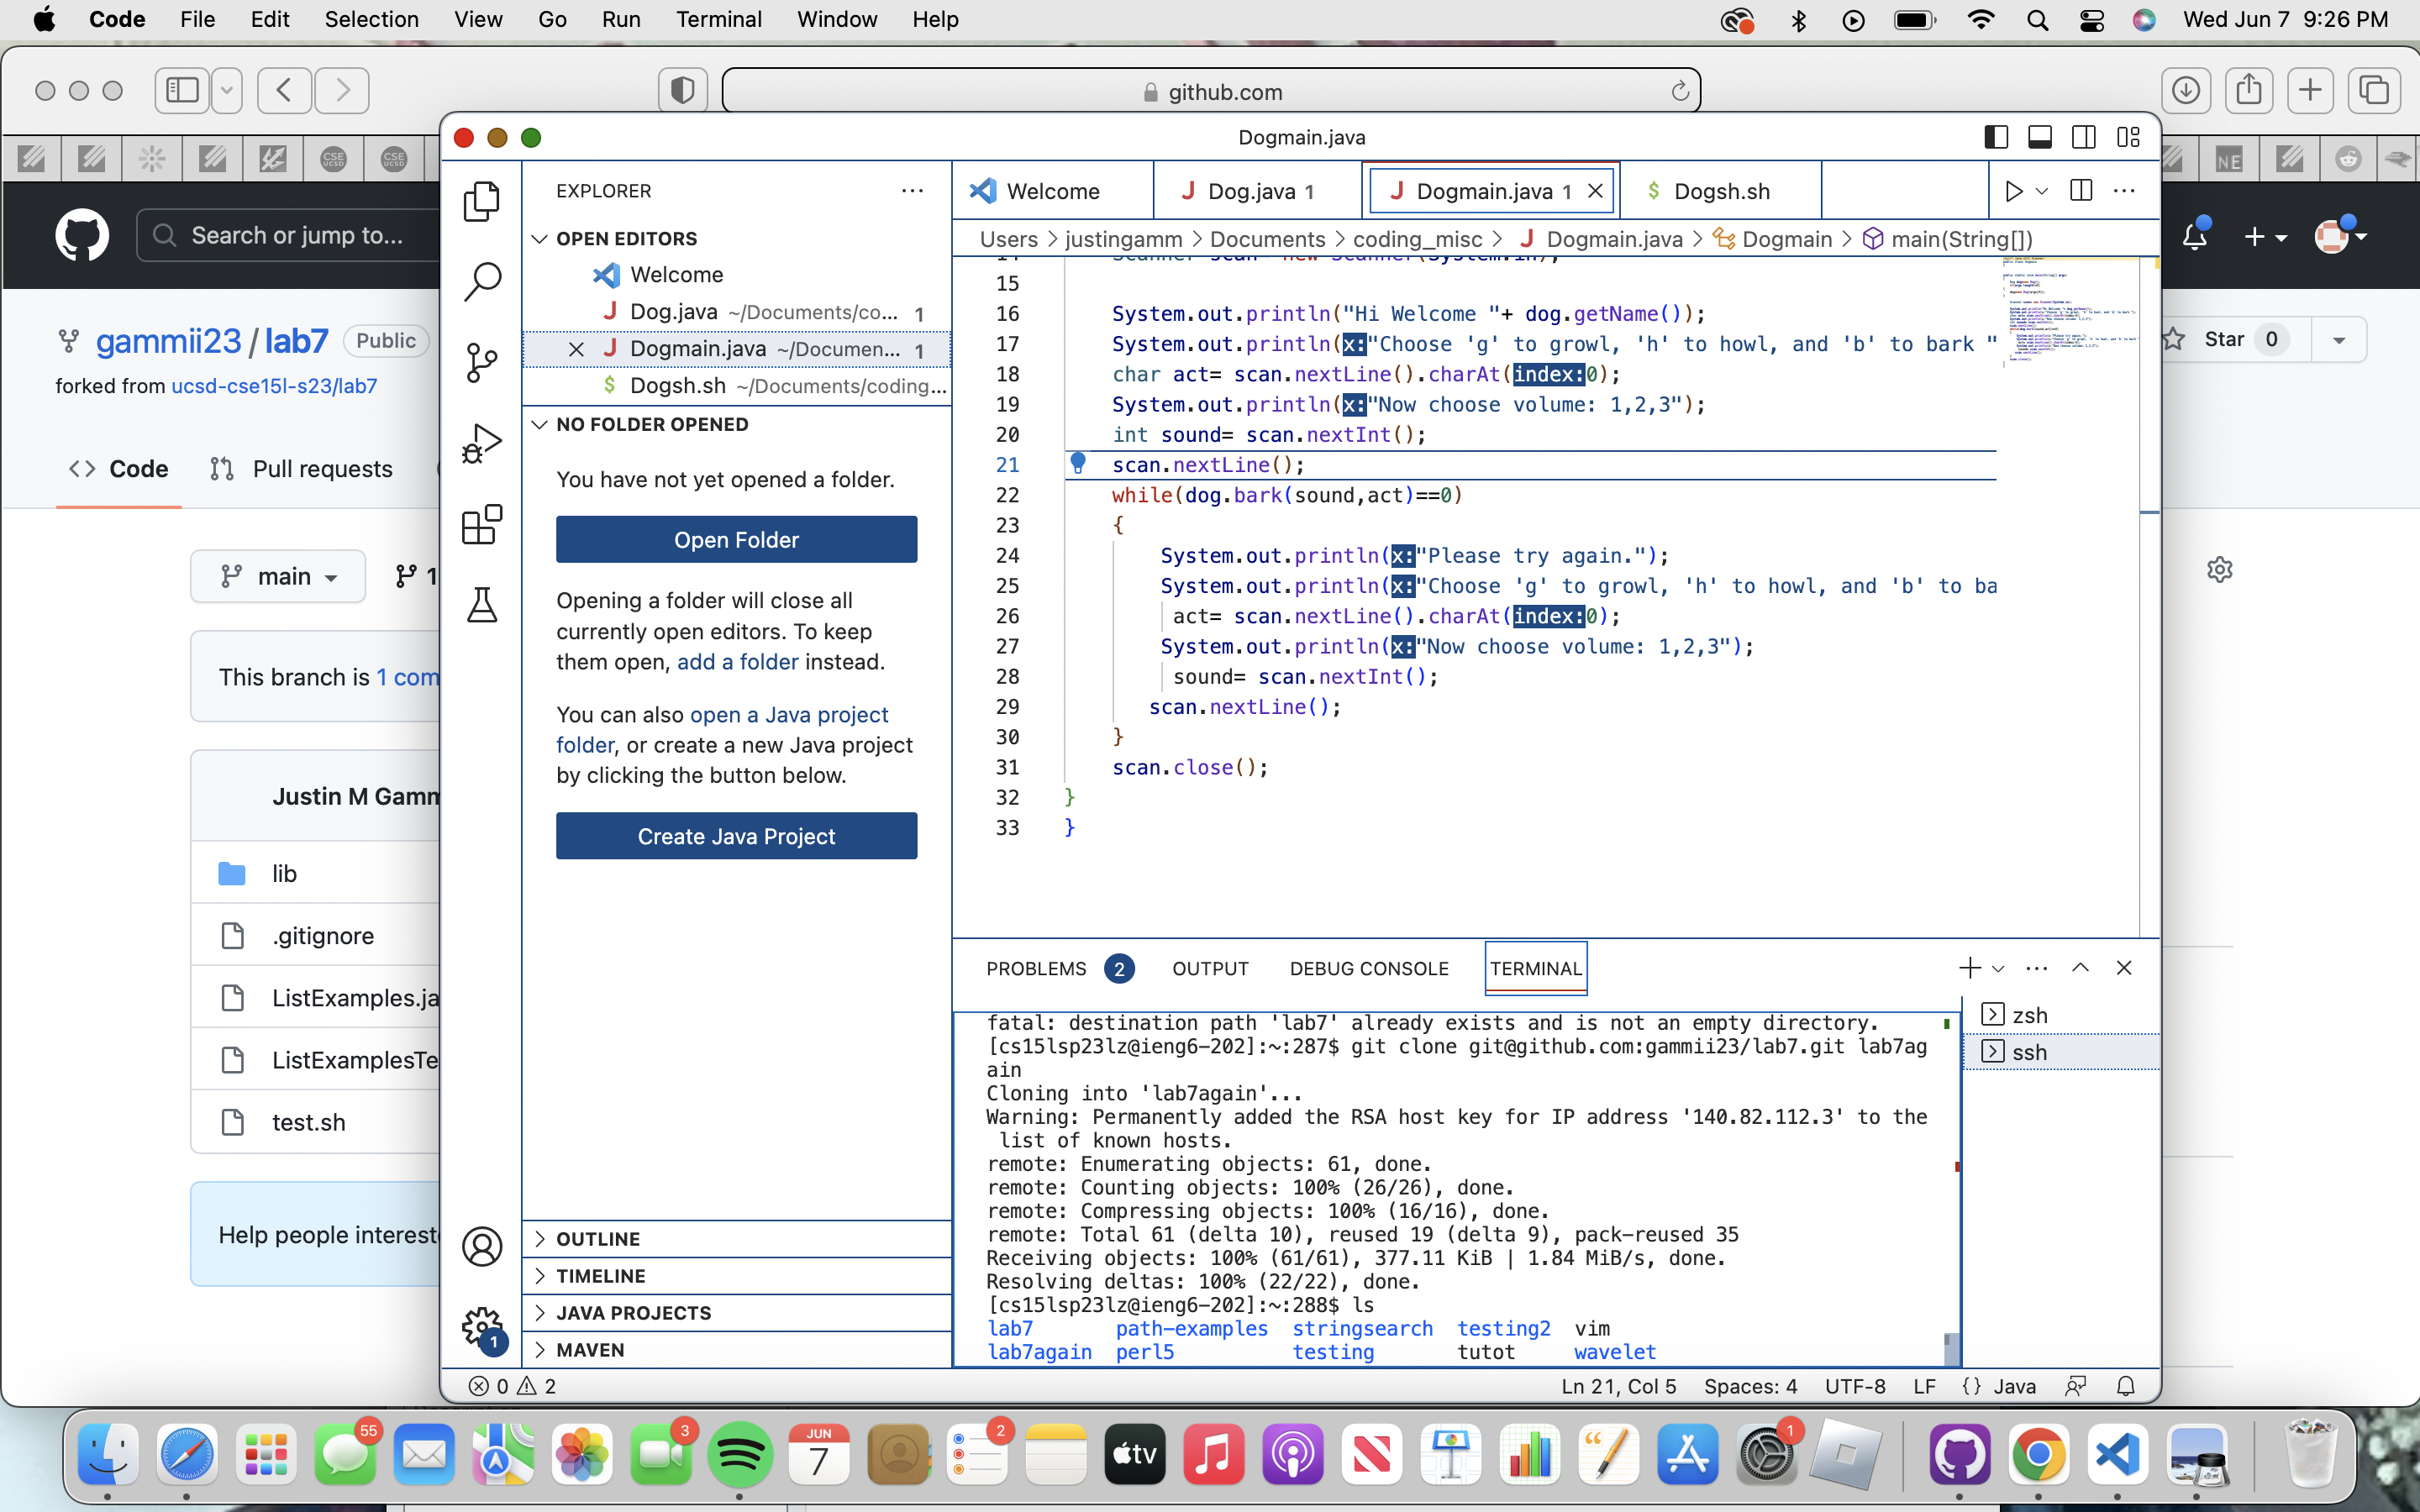 Code File Edit Selection View Go Run Terminal Window Help Wed Jun 7 9:26 PM
github.com
Dogmain.java
CSE UCSD CSE UCSD NE
Search or jump to...
gammii23 / lab7 Public
forked from ucsd-cse15l-s23/lab7
Star 0
Code Pull requests
main 1
This branch is 1 com
Justin M Gamm
lib
.gitignore
ListExamples.ja
ListExamplesTe
test.sh
Help people intereste
EXPLORER
OPEN EDITORS
Welcome
Dog.java ~/Documents/co... 1
Dogmain.java ~/Documen... 1
Dogsh.sh ~/Documents/coding...
NO FOLDER OPENED
You have not yet opened a folder.
Open Folder
Opening a folder will close all
currently open editors. To keep
them open, add a folder instead.
You can also open a Java project
folder, or create a new Java project
by clicking the button below.
Create Java Project
OUTLINE
TIMELINE
JAVA PROJECTS
MAVEN
1
Welcome Dog.java 1 Dogmain.java 1 Dogsh.sh
Users > justingamm > Documents > coding_misc > Dogmain.java > Dogmain > main(String[])
14 Scanner scan= new Scanner(System.in);
15
16 System.out.println("Hi Welcome "+ dog.getName());
17 System.out.println(x:"Choose 'g' to growl, 'h' to howl, and 'b' to bark "
18 char act= scan.nextLine().charAt(index:0);
19 System.out.println(x:"Now choose volume: 1,2,3");
20 int sound= scan.nextInt();
21 scan.nextLine();
22 while(dog.bark(sound,act)==0)
23 {
24 System.out.println(x:"Please try again.");
25 System.out.println(x:"Choose 'g' to growl, 'h' to howl, and 'b' to ba
26 act= scan.nextLine().charAt(index:0);
27 System.out.println(x:"Now choose volume: 1,2,3");
28 sound= scan.nextInt();
29 scan.nextLine();
30 }
31 scan.close();
32 }
33 }
PROBLEMS 2 OUTPUT DEBUG CONSOLE TERMINAL
zsh
ssh
fatal: destination path 'lab7' already exists and is not an empty directory.
[cs15lsp23lz@ieng6-202]:~:287$ git clone git@github.com:gammii23/lab7.git lab7ag
ain
Cloning into 'lab7again'...
Warning: Permanently added the RSA host key for IP address '140.82.112.3' to the
list of known hosts.
remote: Enumerating objects: 61, done.
remote: Counting objects: 100% (26/26), done.
remote: Compressing objects: 100% (16/16), done.
remote: Total 61 (delta 10), reused 19 (delta 9), pack-reused 35
Receiving objects: 100% (61/61), 377.11 KiB | 1.84 MiB/s, done.
Resolving deltas: 100% (22/22), done.
[cs15lsp23lz@ieng6-202]:~:288$ ls
lab7 path-examples stringsearch testing2 vim
lab7again perl5 testing tutot wavelet
0 2 Ln 21, Col 5 Spaces: 4 UTF-8 LF {} Java
55 3 JUN 7 2 tv 1